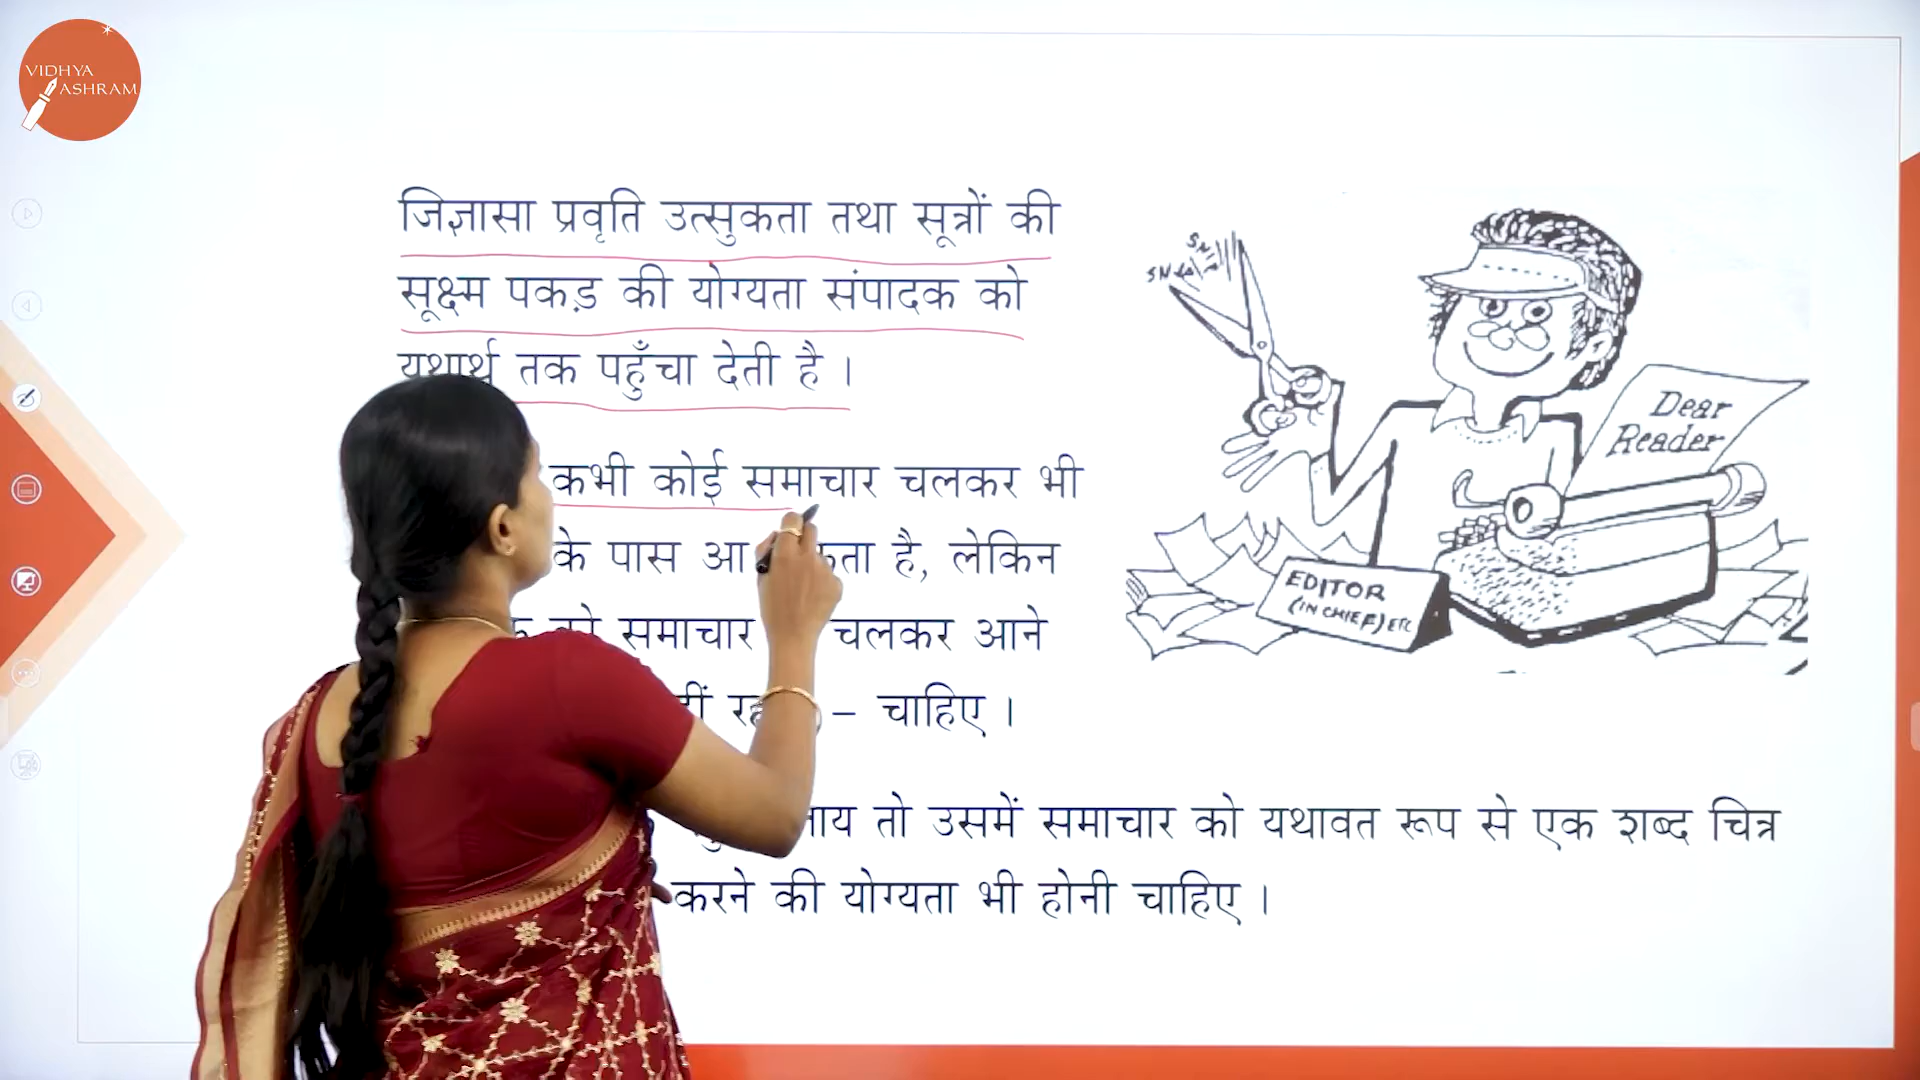 VIDHYA
ASHRAM
जिज्ञासा प्रवृति उत्सुकता तथा सूत्रों की
सूक्ष्म पकड़ की योग्यता संपादक को
यथार्थ तक पहुँचा देती है ।
कभी कोई समाचार चलकर भी
के पास आ है, लेकिन
समाचार चलकर आने
– चाहिए ।
तो उसमें समाचार को यथावत रूप से एक शब्द चित्र
करने की योग्यता भी होनी चाहिए ।
Dear
Reader
EDITOR
(IN CHIEF) ETC